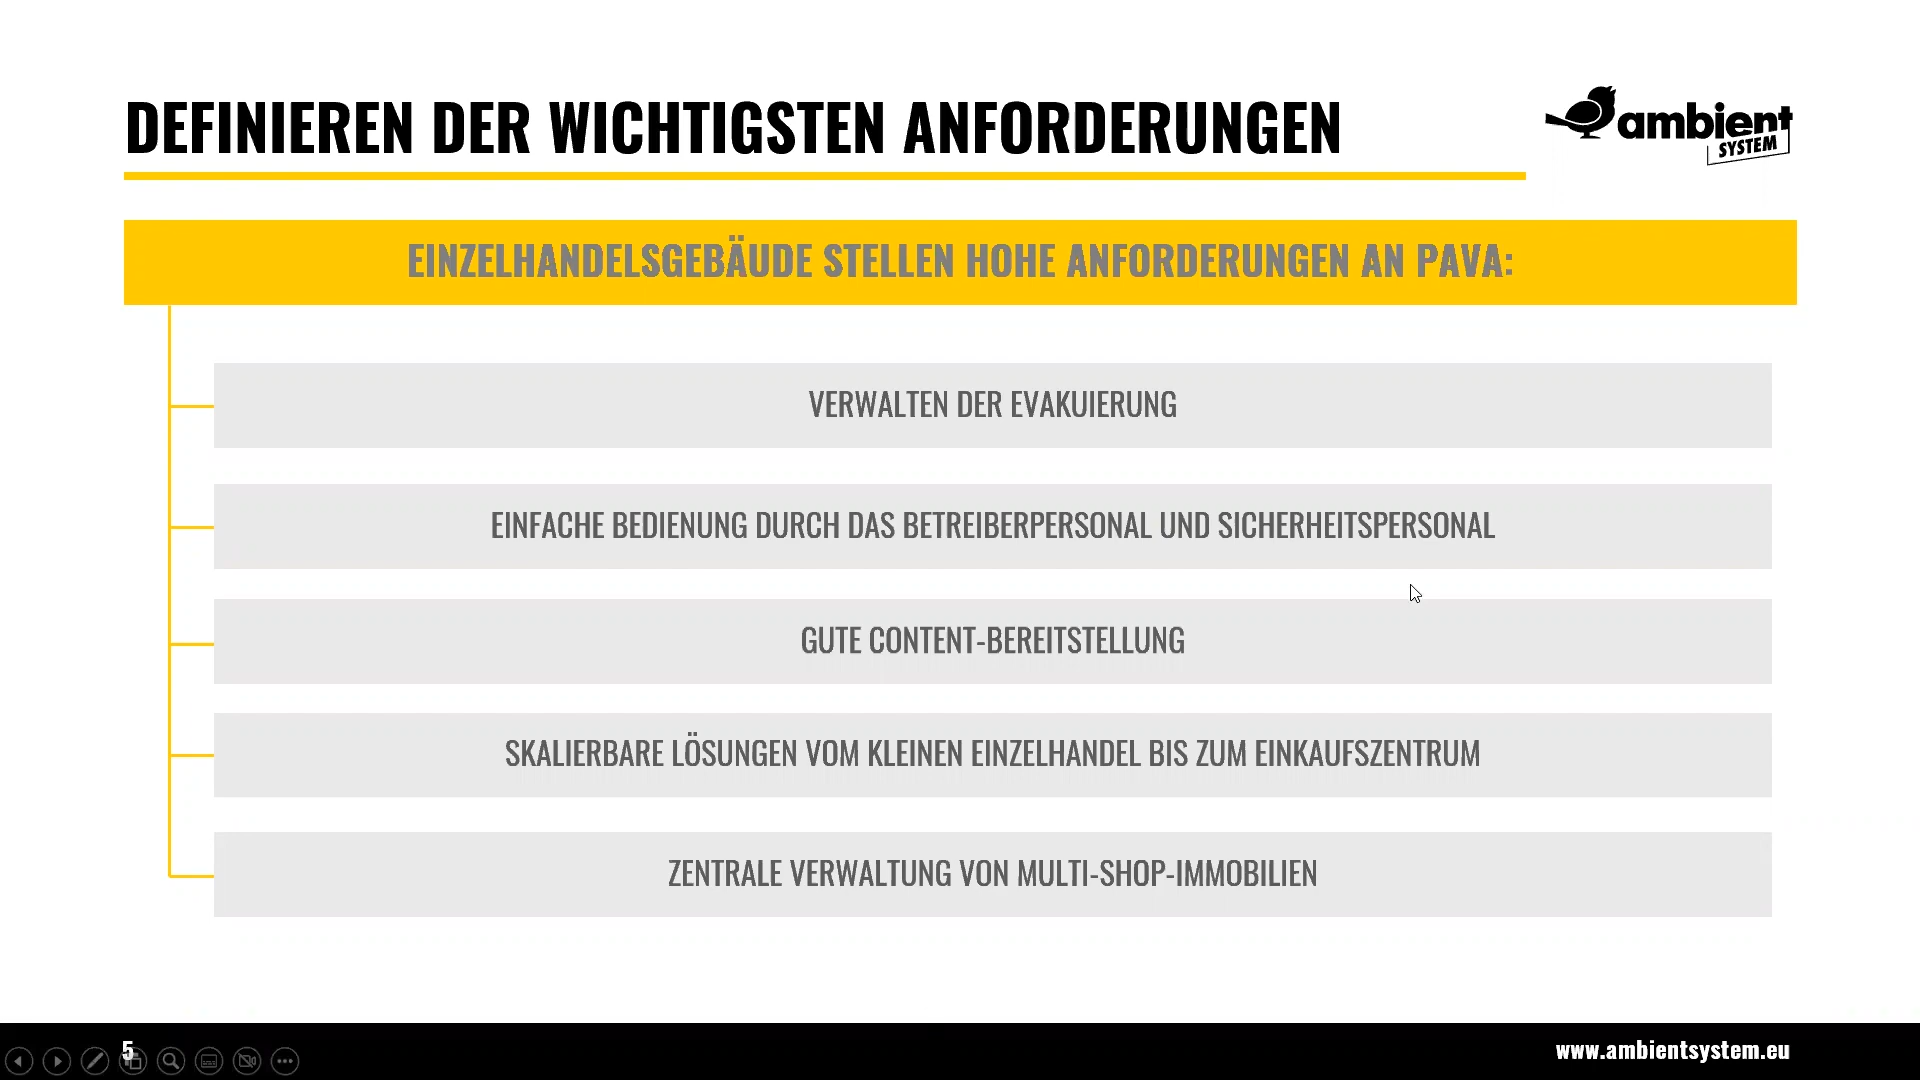 DEFINIEREN DER WICHTIGSTEN ANFORDERUNGEN
ambient
SYSTEM
EINZELHANDELSGEBÄUDE STELLEN HOHE ANFORDERUNGEN AN PAVA:
VERWALTEN DER EVAKUIERUNG
EINFACHE BEDIENUNG DURCH DAS BETREIBERPERSONAL UND SICHERHEITSPERSONAL
GUTE CONTENT-BEREITSTELLUNG
SKALIERBARE LÖSUNGEN VOM KLEINEN EINZELHANDEL BIS ZUM EINKAUFSZENTRUM
ZENTRALE VERWALTUNG VON MULTI-SHOP-IMMOBILIEN
5
www.ambientsystem.eu